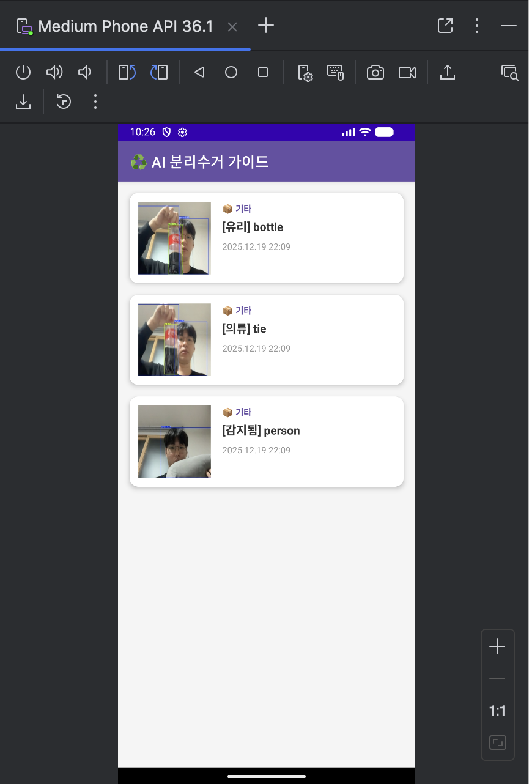 Medium Phone API 36.1
1:1
10:26
AI 분리수거 가이드
기타
[유리] bottle
2025.12.19 22:09
기타
[의류] tie
2025.12.19 22:09
기타
[감지됨] person
2025.12.19 22:09